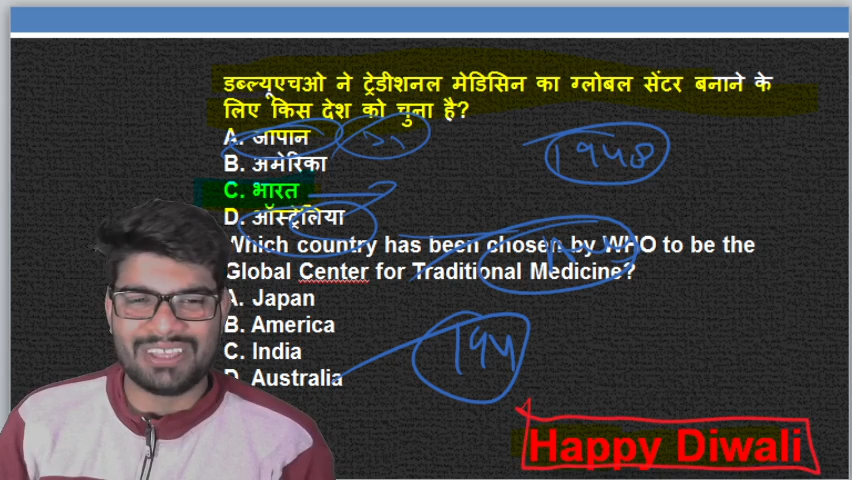 डब्ल्यूएचओ ने ट्रेडीशनल मेडिसिन का ग्लोबल सेंटर बनाने के
लिए किस देश को चुना है?
A. जापान
B. अमेरिका
1948
C. भारत
D. ऑस्ट्रेलिया
Which country has been chosen by WHO to be the
Global Center for Traditional Medicine?
A. Japan
B. America
C. India
194
D. Australia
Happy Diwali